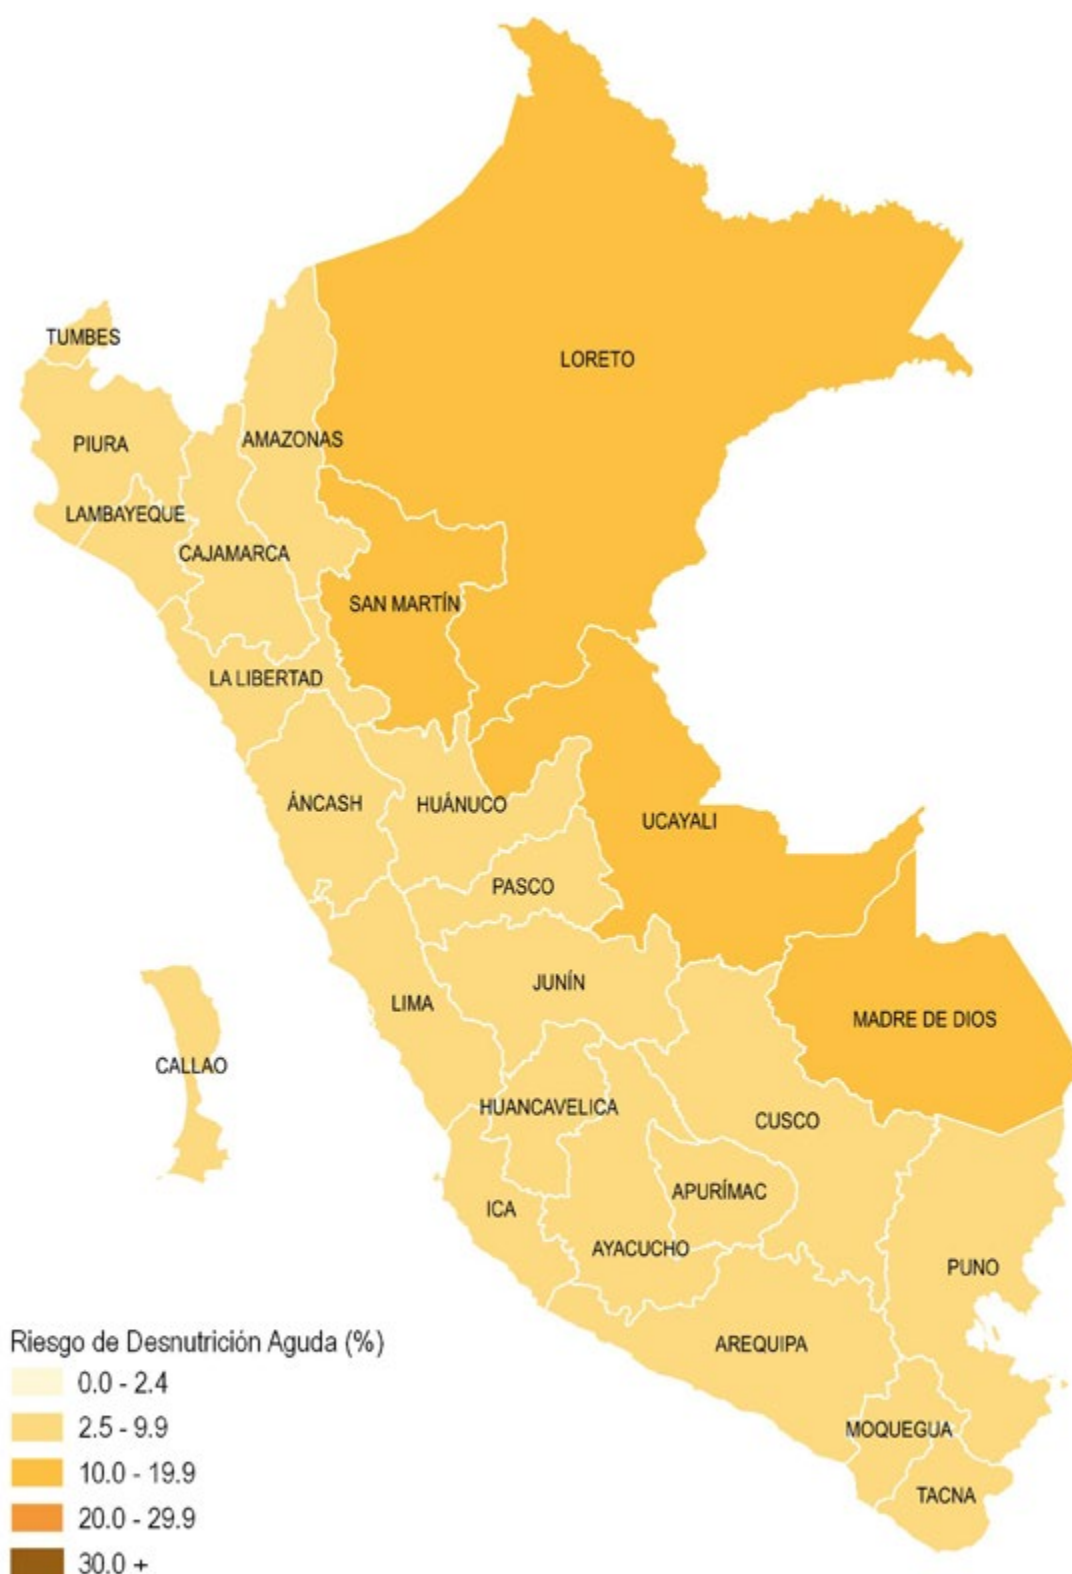 TUMBES
LORETO
PIURA
AMAZONAS
LAMBAYEQUE
CAJAMARCA
SAN MARTÍN
LA LIBERTAD
ÁNCASH
HUÁNUCO
UCAYALI
PASCO
JUNÍN
LIMA
MADRE DE DIOS
CALLAO
HUANCAVELICA
CUSCO
APURÍMAC
ICA
AYACUCHO
PUNO
Riesgo de Desnutrición Aguda (%)
AREQUIPA
0.0 - 2.4
2.5 - 9.9
MOQUEGUA
10.0 - 19.9
TACNA
20.0 - 29.9
30.0 +